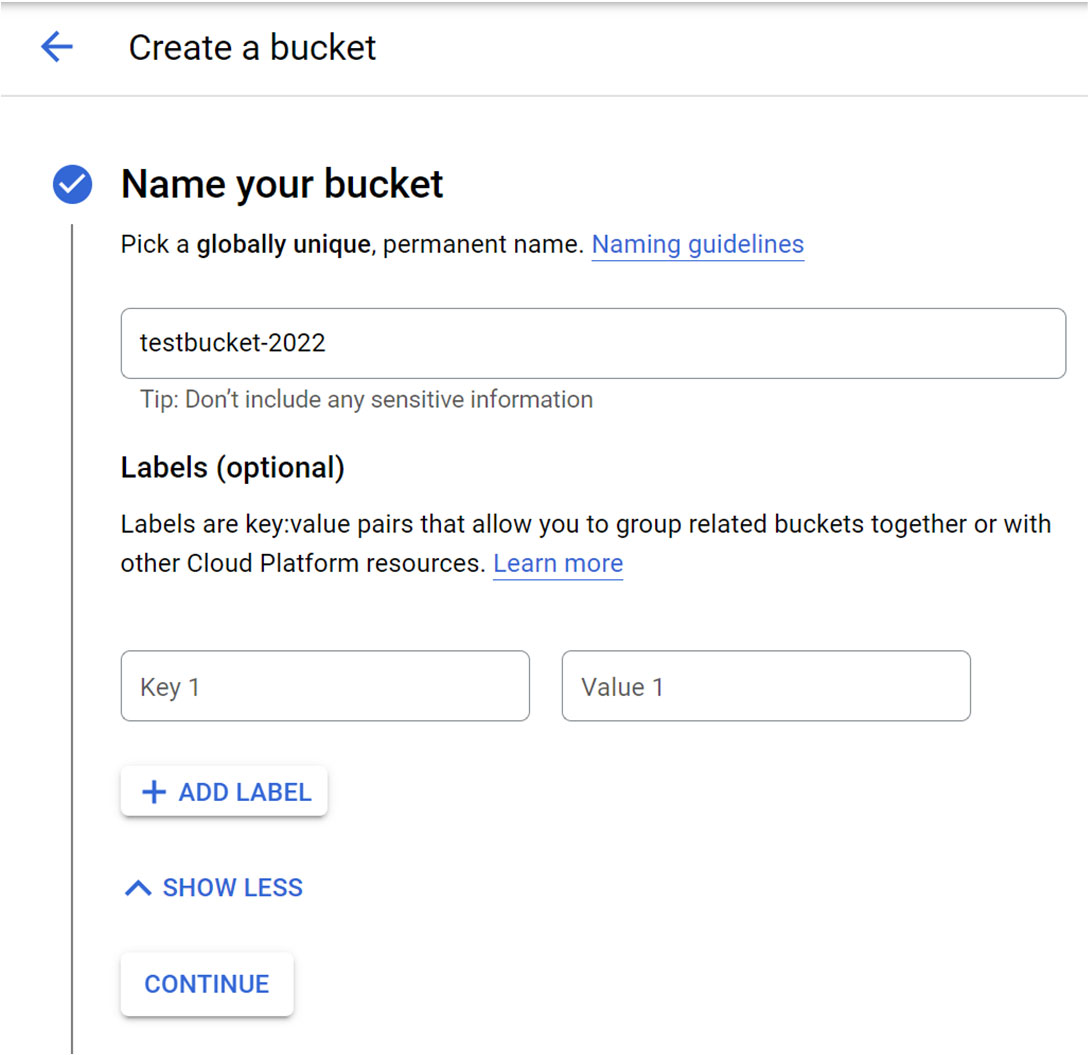 Create a bucket
Name your bucket
Pick a globally unique, permanent name. Naming guidelines
testbucket-2022
Tip: Don’t include any sensitive information
Labels (optional)
Labels are key:value pairs that allow you to group related buckets together or with
other Cloud Platform resources. Learn more
Key 1 Value 1
ADD LABEL
SHOW LESS
CONTINUE